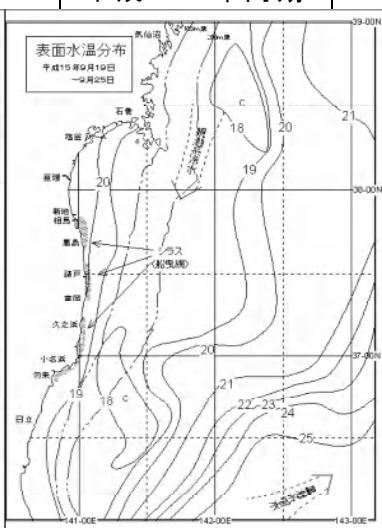 表面水温分布
平成15年9月19日
~9月25日
気仙沼
石巻
塩釜
亘理
新地
相馬
鹿島
請戸
富岡
久之浜
小名浜
勿来
日立
シラス
(船曳網)
39-00N
38-00N
37-00N
141-00E
142-00E
143-00E
C
18
20
21
19
20
20
19
18
C
21
22
23
24
25